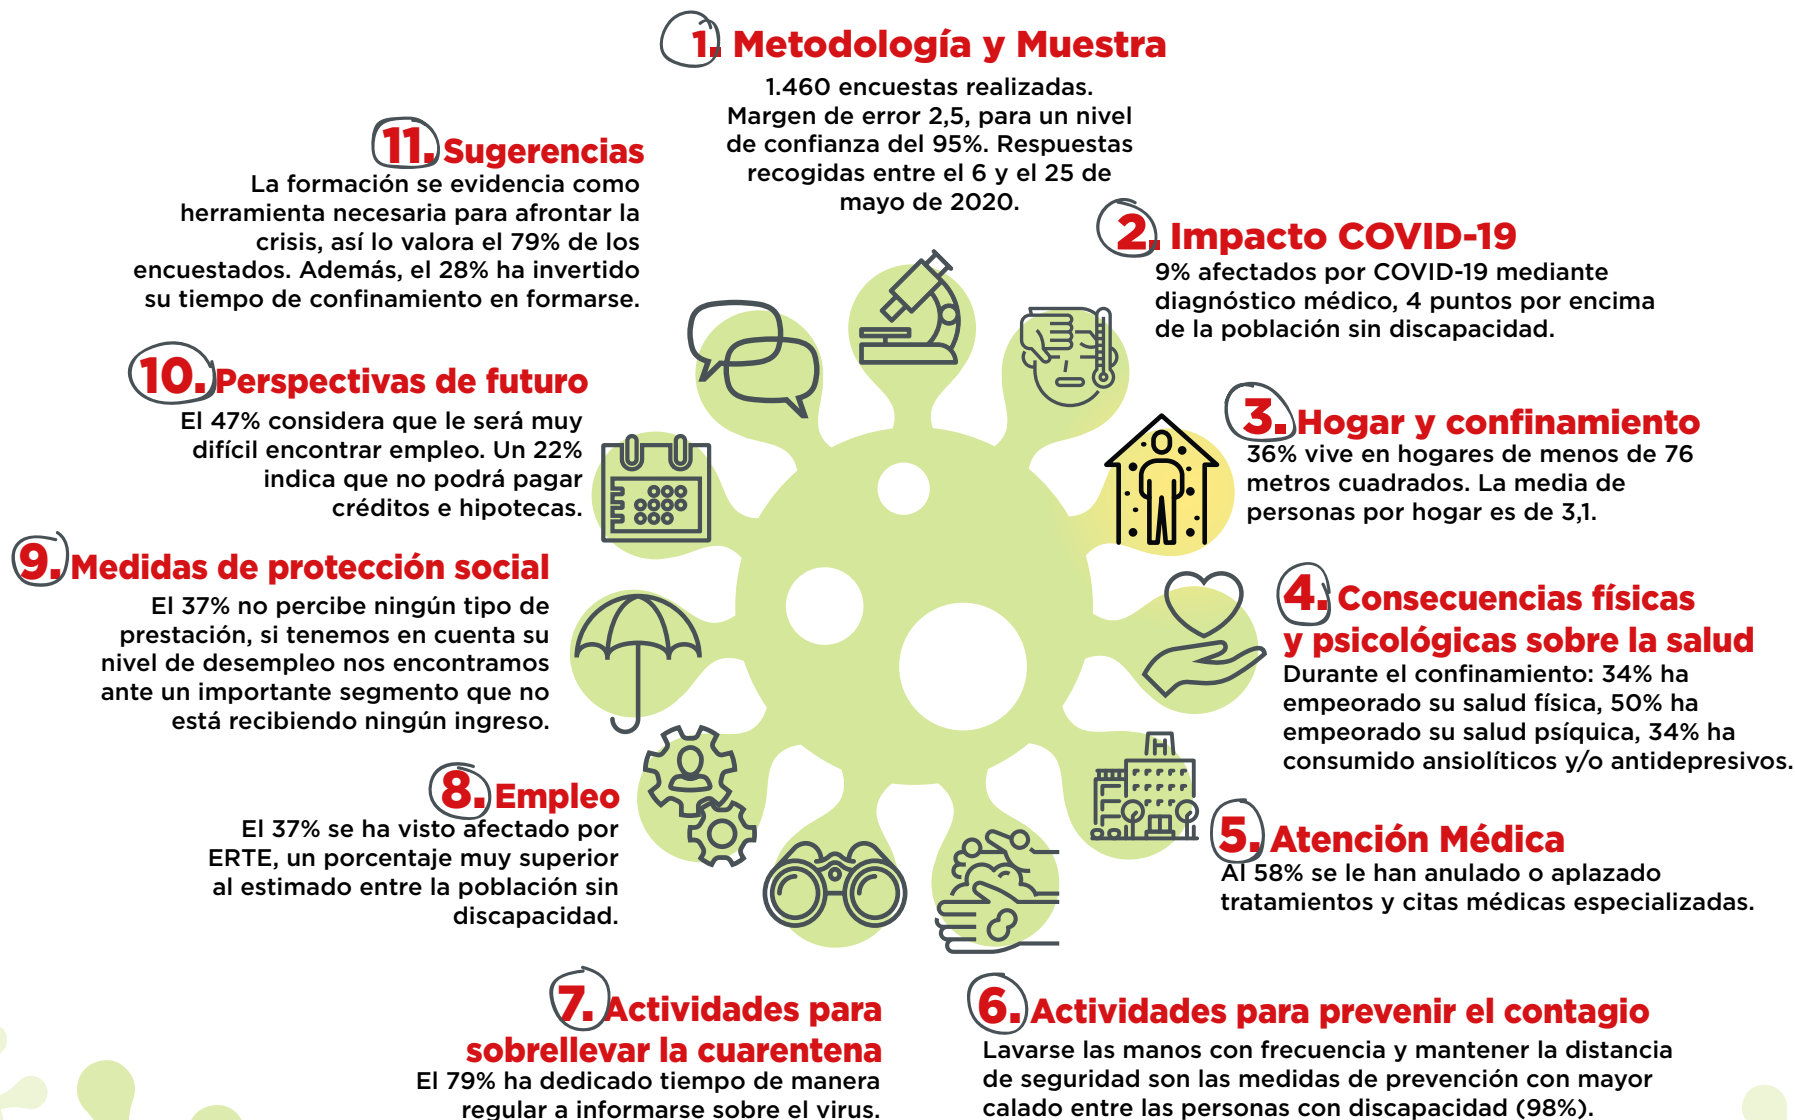 1. Metodología y Muestra
1.460 encuestas realizadas.
Margen de error 2,5, para un nivel
de confianza del 95%. Respuestas
recogidas entre el 6 y el 25 de
mayo de 2020.
2. Impacto COVID-19
9% afectados por COVID-19 mediante
diagnóstico médico, 4 puntos por encima
de la población sin discapacidad.
3. Hogar y confinamiento
36% vive en hogares de menos de 76
metros cuadrados. La media de
personas por hogar es de 3,1.
4. Consecuencias físicas
y psicológicas sobre la salud
Durante el confinamiento: 34% ha
empeorado su salud física, 50% ha
empeorado su salud psíquica, 34% ha
consumido ansiolíticos y/o antidepresivos.
H
5. Atención Médica
Al 58% se le han anulado o aplazado
tratamientos y citas médicas especializadas.
6. Actividades para prevenir el contagio
Lavarse las manos con frecuencia y mantener la distancia
de seguridad son las medidas de prevención con mayor
calado entre las personas con discapacidad (98%).
7. Actividades para
sobrellevar la cuarentena
El 79% ha dedicado tiempo de manera
regular a informarse sobre el virus.
8. Empleo
El 37% se ha visto afectado por
ERTE, un porcentaje muy superior
al estimado entre la población sin
discapacidad.
9. Medidas de protección social
El 37% no percibe ningún tipo de
prestación, si tenemos en cuenta su
nivel de desempleo nos encontramos
ante un importante segmento que no
está recibiendo ningún ingreso.
10. Perspectivas de futuro
El 47% considera que le será muy
difícil encontrar empleo. Un 22%
indica que no podrá pagar
créditos e hipotecas.
11. Sugerencias
La formación se evidencia como
herramienta necesaria para afrontar la
crisis, así lo valora el 79% de los
encuestados. Además, el 28% ha invertido
su tiempo de confinamiento en formarse.